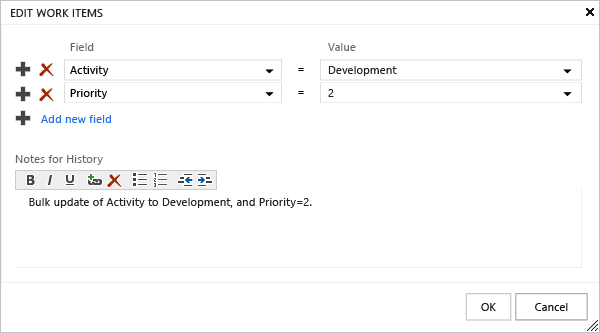 EDIT WORK ITEMS
Field Value
Activity = Development
Priority = 2
Add new field
Notes for History
B I U
Bulk update of Activity to Development, and Priority=2.
OK Cancel